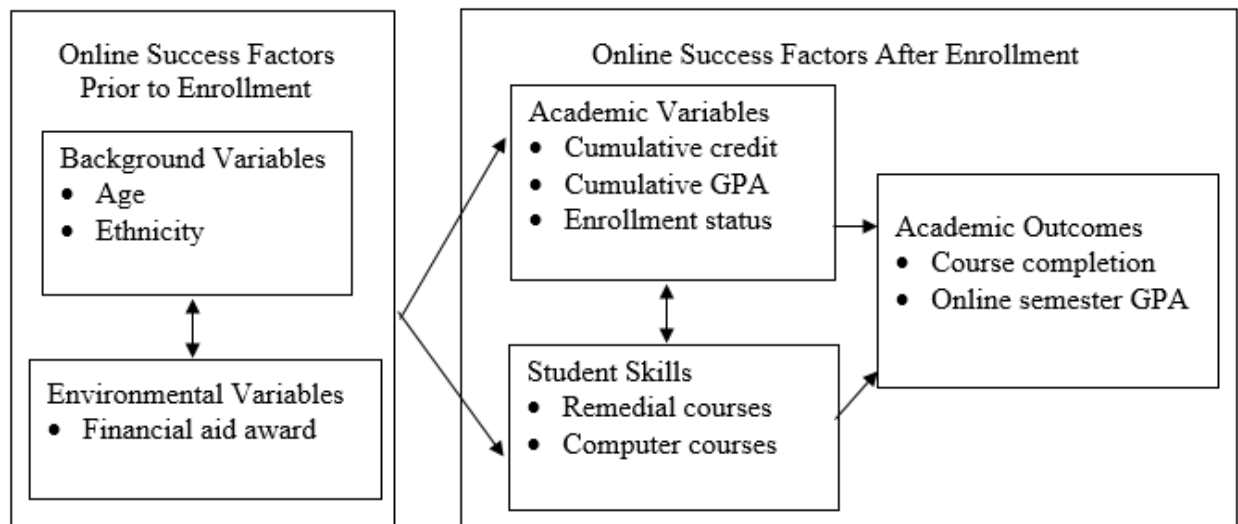 Online Success Factors
Prior to Enrollment
Background Variables
• Age
• Ethnicity
Environmental Variables
• Financial aid award
Online Success Factors After Enrollment
Academic Variables
• Cumulative credit
• Cumulative GPA
• Enrollment status
Student Skills
• Remedial courses
• Computer courses
Academic Outcomes
• Course completion
• Online semester GPA